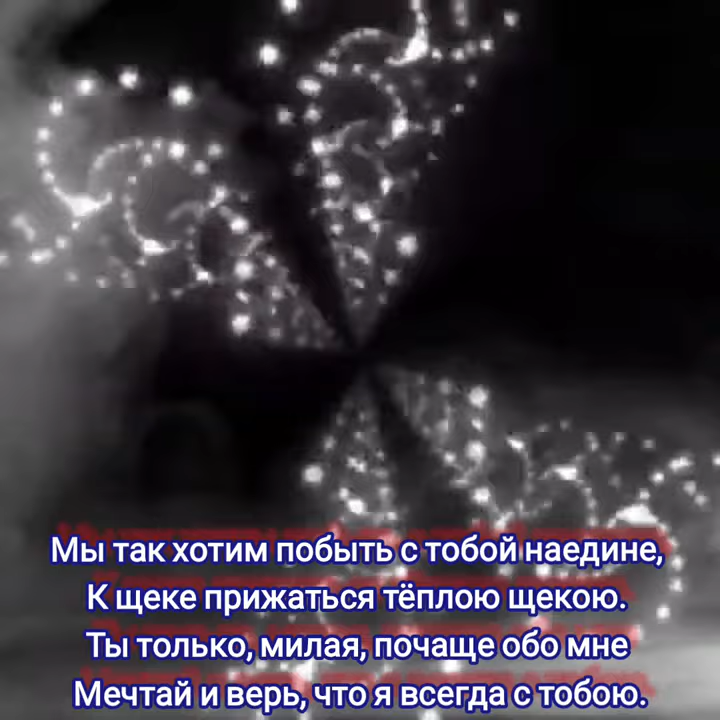 Мы так хотим побыть с тобой наедине,
К щеке прижаться тёплою щекою.
Ты только, милая, почаще обо мне
Мечтай и верь, что я всегда с тобою.